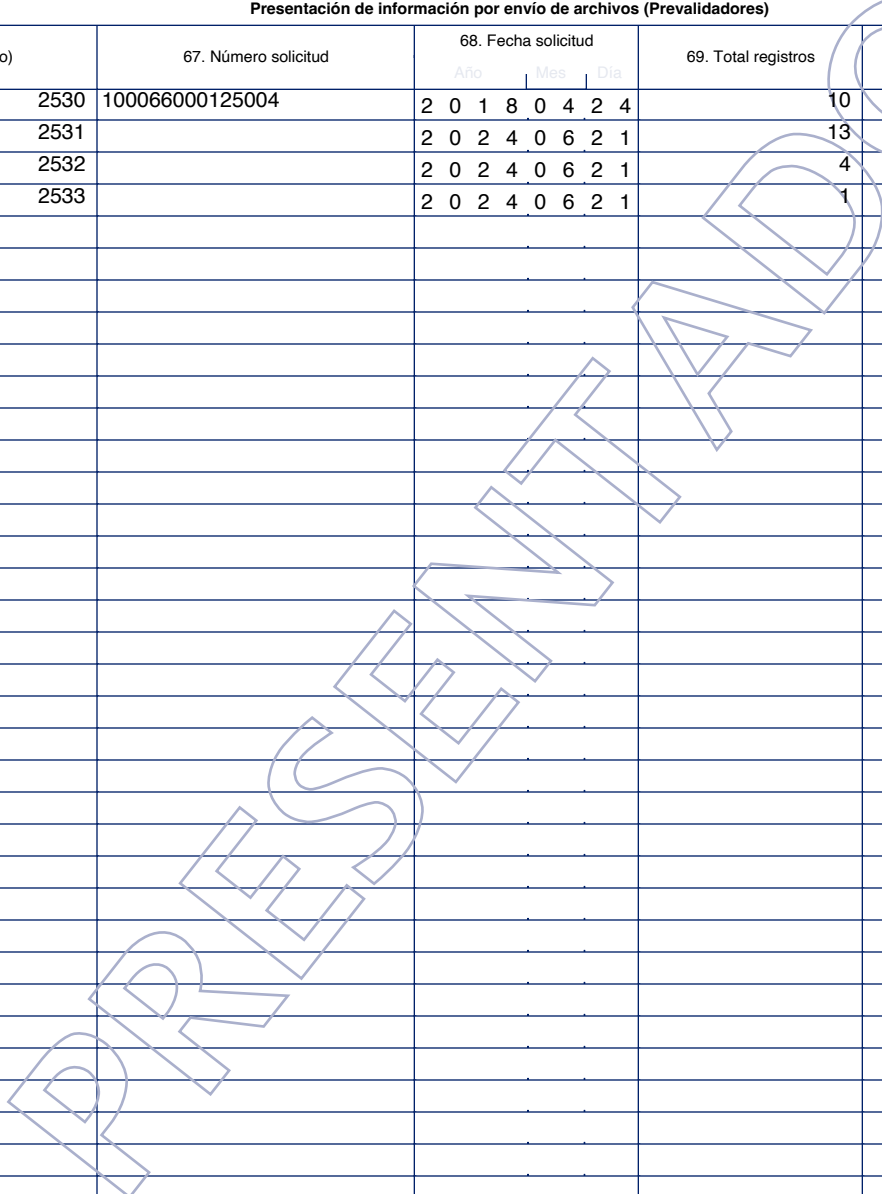 Presentación de información por envío de archivos (Prevalidadores)
o) 67. Número solicitud 68. Fecha solicitud 69. Total registros
Año Mes Día
2530 100066000125004 2 0 1 8 0 4 2 4 10
2531 2 0 2 4 0 6 2 1 13
2532 2 0 2 4 0 6 2 1 4
2533 2 0 2 4 0 6 2 1 1
PRESENTADO